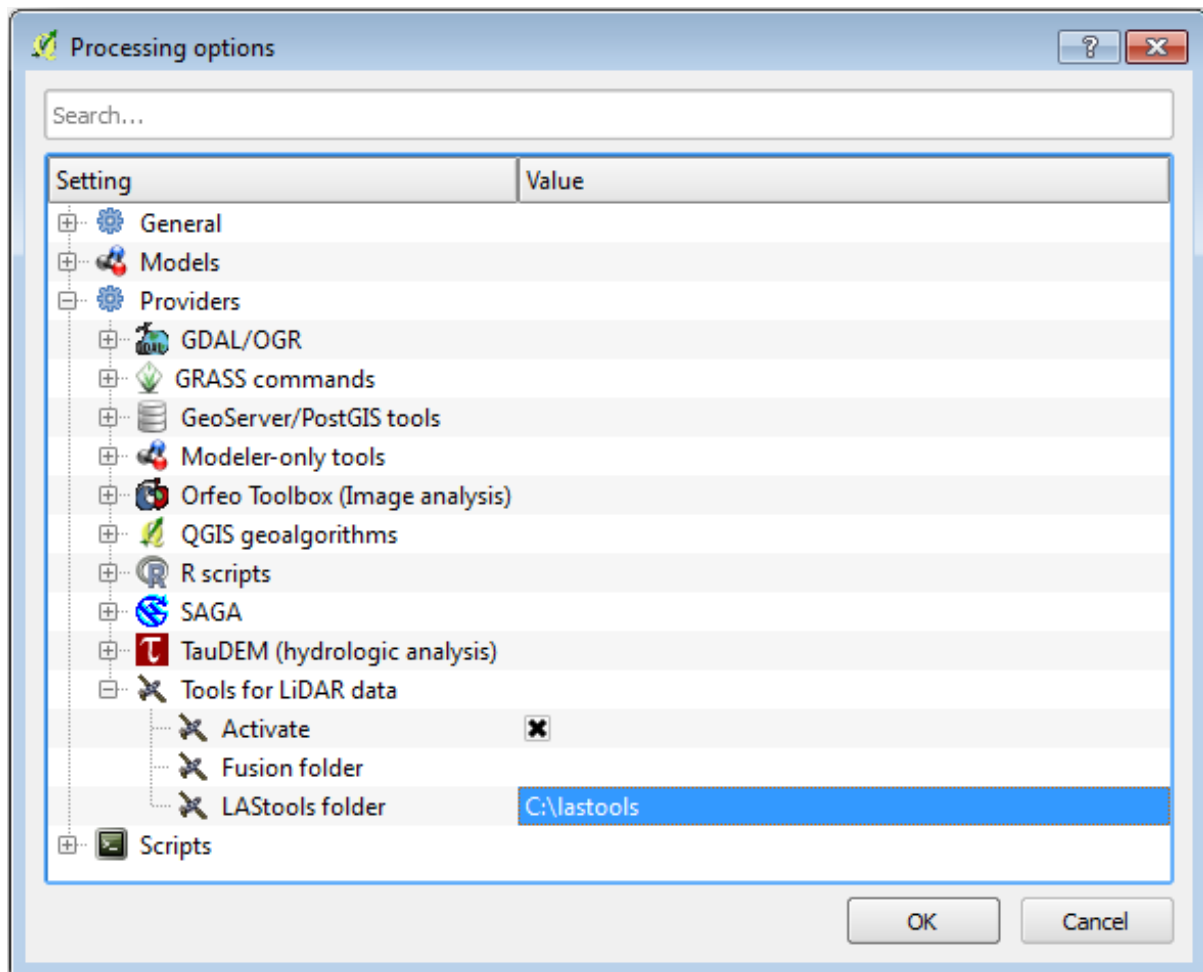 Processing options
Search...
Setting Value
General
Models
Providers
GDAL/OGR
GRASS commands
GeoServer/PostGIS tools
Modeler-only tools
Orfeo Toolbox (Image analysis)
QGIS geoalgorithms
R scripts
SAGA
TauDEM (hydrologic analysis)
Tools for LiDAR data
Activate
Fusion folder
LAStools folder C:\lastools
Scripts
OK Cancel